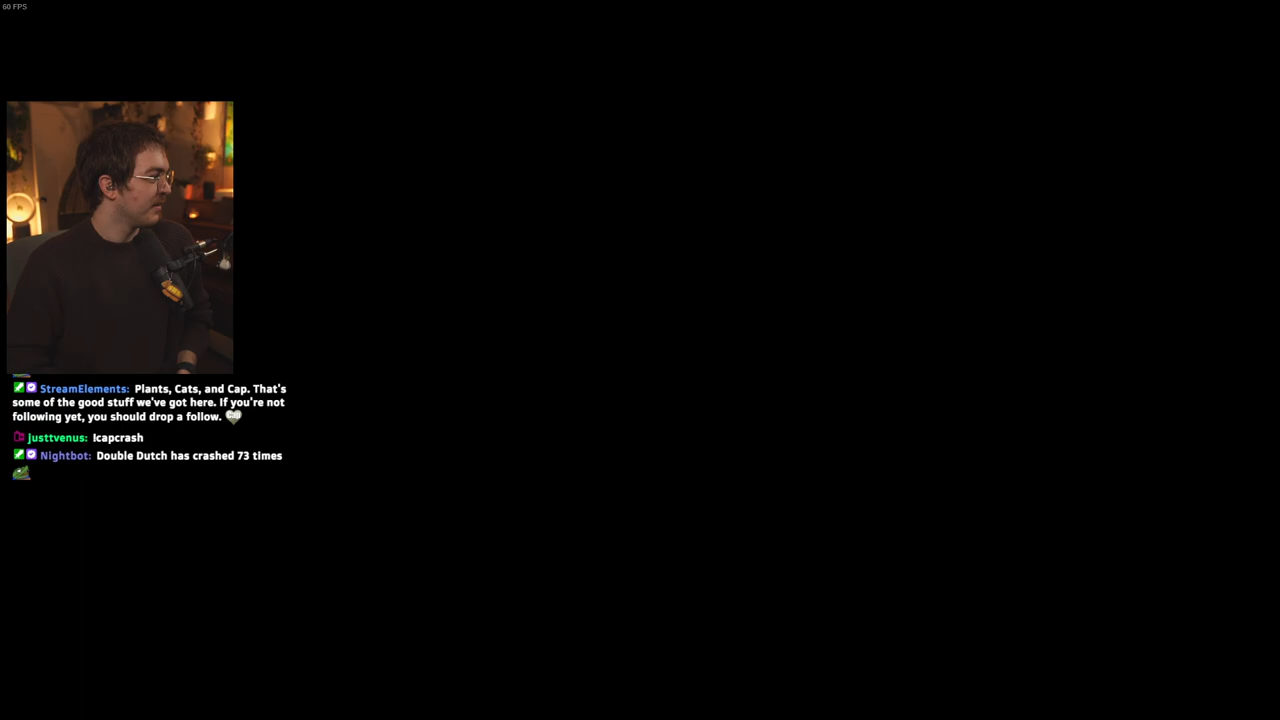 60 FPS
StreamElements: Plants, Cats, and Cap. That's
some of the good stuff we've got here. If you're not
following yet, you should drop a follow.
Justtvenus: !capcrash
Nightbot: Double Dutch has crashed 73 times